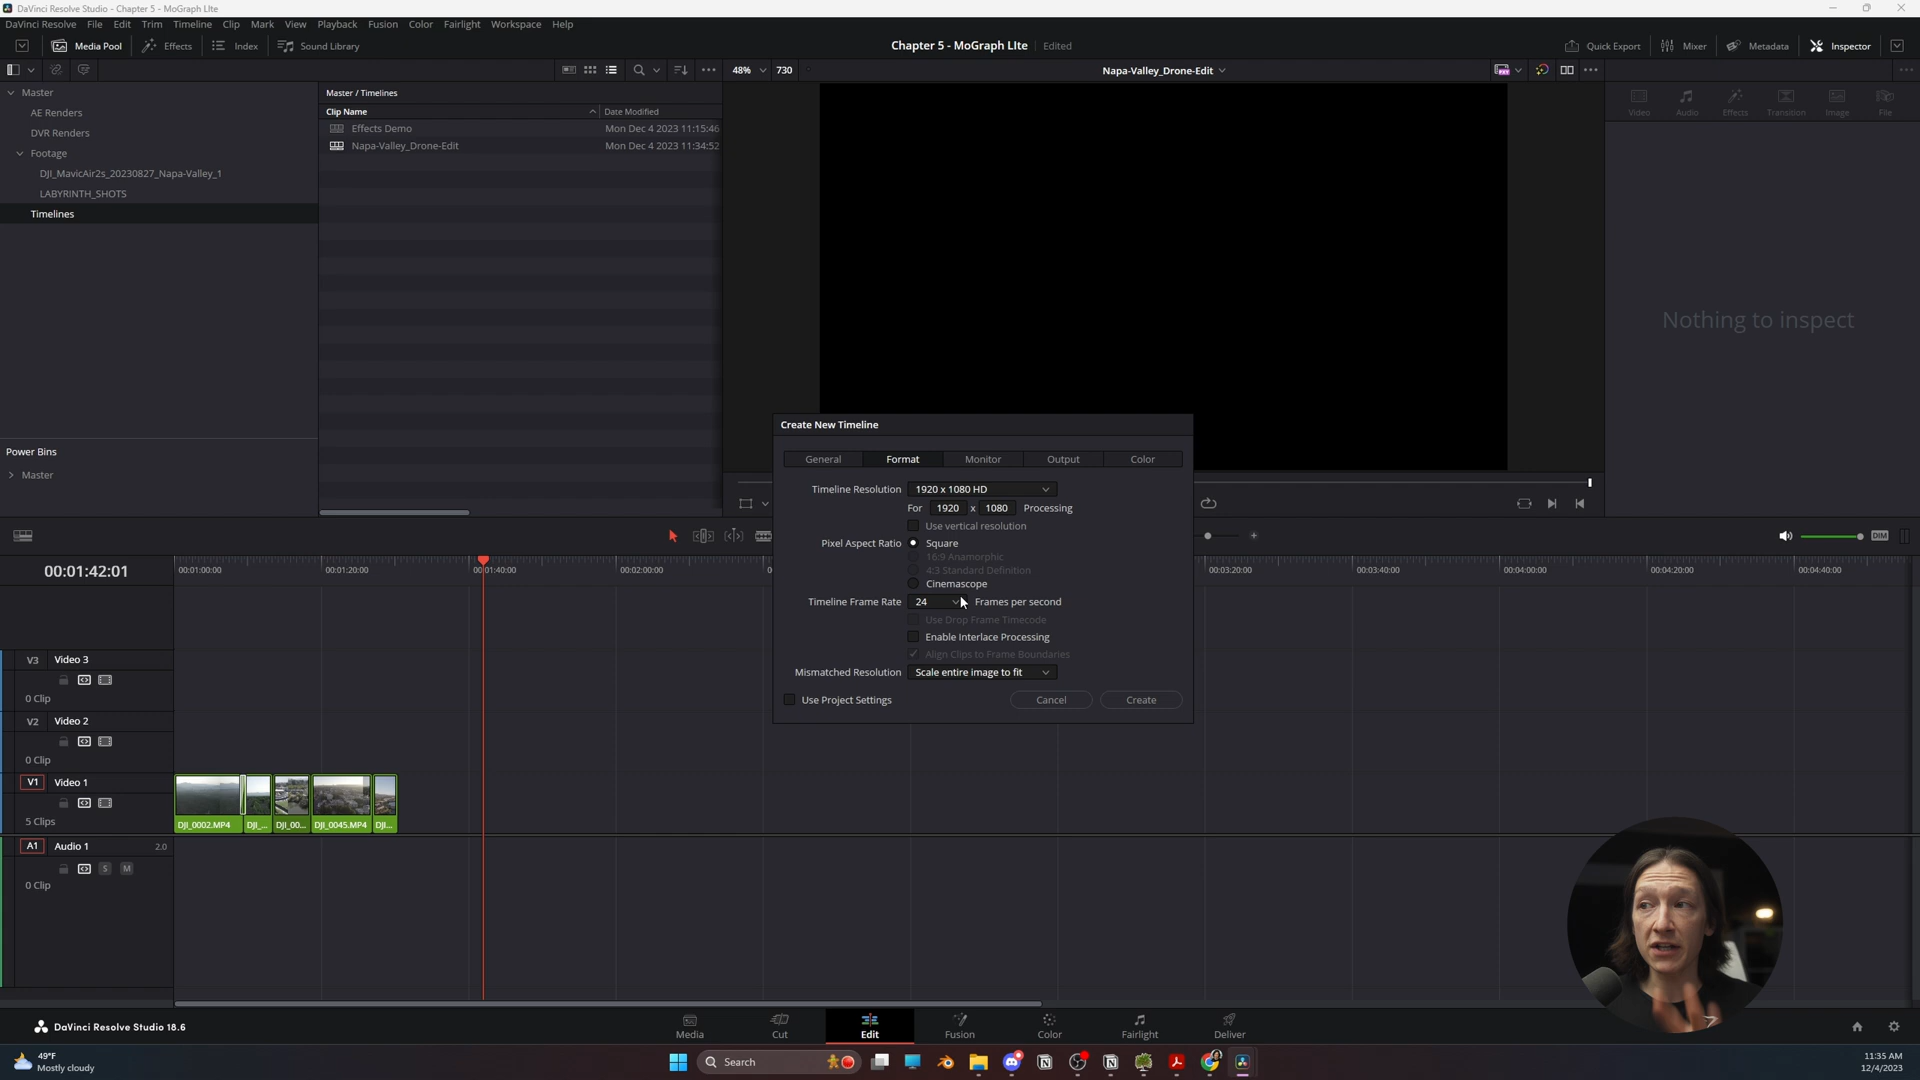 DaVinci Resolve Studio - Chapter 5 - MoGraph LIte
DaVinci Resolve File Edit Trim Timeline Clip Mark View Playback Fusion Color Fairlight Workspace Help
Media Pool Effects Index Sound Library Chapter 5 - MoGraph LIte Edited Quick Export Mixer Metadata Inspector
48% 730 Napa-Valley_Drone-Edit
Master
AE Renders
DVR Renders
Footage
DJI_MavicAir2s_20230827_Napa-Valley_1
LABYRINTH_SHOTS
Timelines
Power Bins
Master
Master / Timelines
Clip Name Date Modified
Effects Demo Mon Dec 4 2023 11:15:46
Napa-Valley_Drone-Edit Mon Dec 4 2023 11:34:52
Video Audio Effects Transition Image File
Nothing to inspect
Create New Timeline
General Format Monitor Output Color
Timeline Resolution 1920 x 1080 HD
For 1920 x 1080 Processing
Use vertical resolution
Pixel Aspect Ratio Square
16:9 Anamorphic
4:3 Standard Definition
Cinemascope
Timeline Frame Rate 24 Frames per second
Use Drop Frame Timecode
Enable Interlace Processing
Align Clips to Frame Boundaries
Mismatched Resolution Scale entire image to fit
Use Project Settings Cancel Create
DIM
00:01:42:01
00:01:00:00 00:01:20:00 00:01:40:00 00:02:00:00 00:03:20:00 00:03:40:00 00:04:00:00 00:04:20:00 00:04:40:00
V3 Video 3
0 Clip
V2 Video 2
0 Clip
V1 Video 1
5 Clips
DJI_0002.MP4 DJI_... DJI_00... DJI_0045.MP4 DJI...
A1 Audio 1 2.0
S M
0 Clip
DaVinci Resolve Studio 18.6
Media Cut Edit Fusion Color Fairlight Deliver
49°F
Mostly cloudy
Search
11:35 AM
12/4/2023